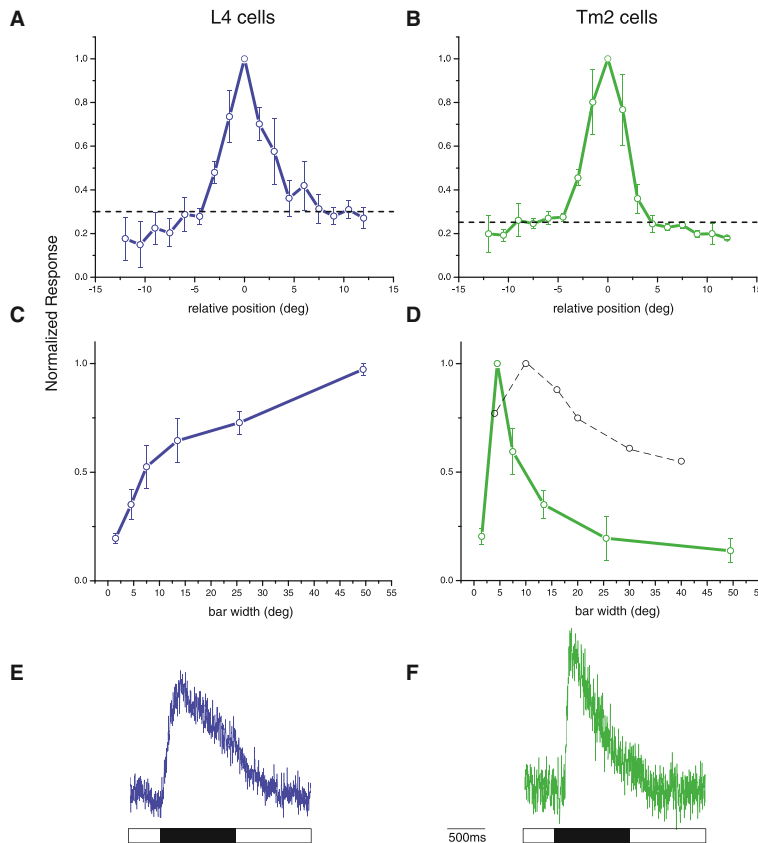 L4 cells
Tm2 cells
A
B
1.0
0.8
0.6
0.4
0.2
0.0
-15 -10 -5 0 5 10 15
relative position (deg)
1.0
0.8
0.6
0.4
0.2
0.0
-15 -10 -5 0 5 10 15
relative position (deg)
Normalized Response
C
D
1.0
0.5
0.0
0 5 10 15 20 25 30 35 40 45 50 55
bar width (deg)
1.0
0.5
0.0
0 5 10 15 20 25 30 35 40 45 50 55
bar width (deg)
E
F
500ms